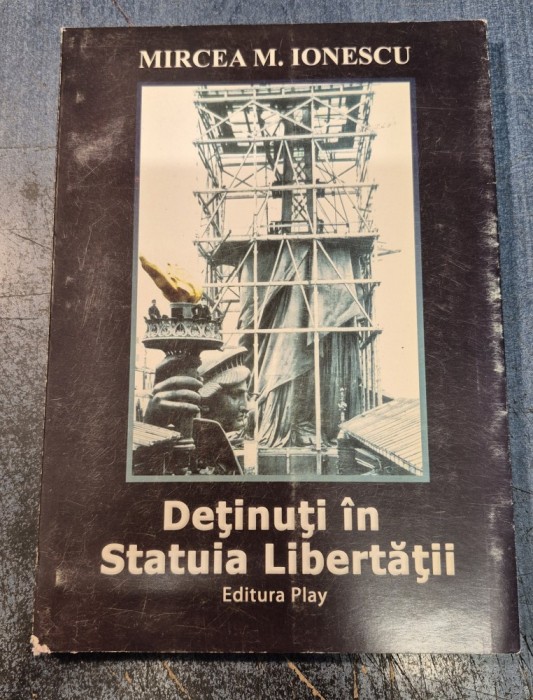 MIRCEA M. IONESCU
Deţinuţi în
Statuia Libertăţii
Editura Play